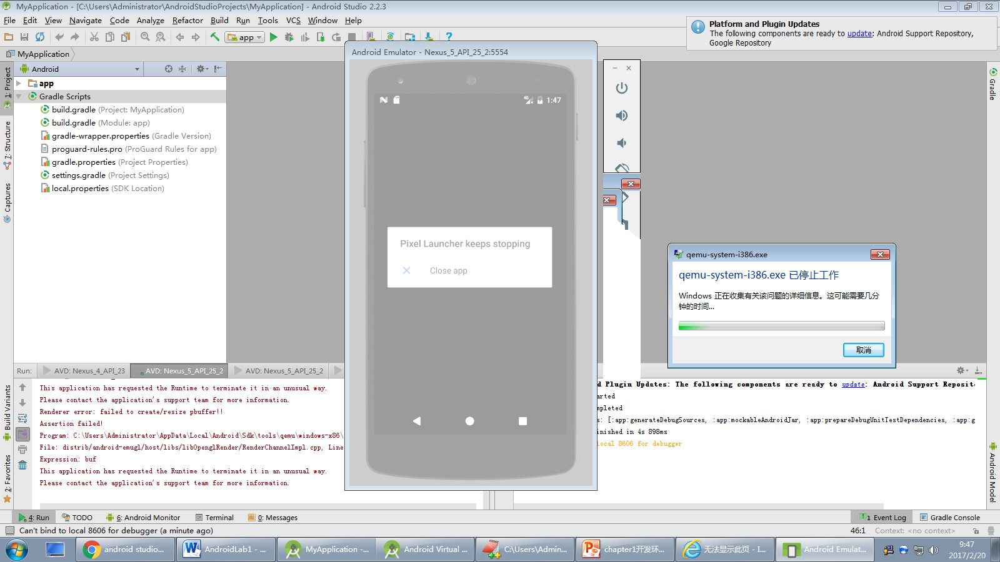 MyApplication - [C:\Users\Administrator\AndroidStudioProjects\MyApplication] - Android Studio 2.2.3
File Edit View Navigate Code Analyze Refactor Build Run Tools VCS Window Help
app
Platform and Plugin Updates
The following components are ready to update: Android Support Repository,
Google Repository
MyApplication
Android
1: Project
7: Structure
Captures
Build Variants
2: Favorites
app
Gradle Scripts
build.gradle (Project: MyApplication)
build.gradle (Module: app)
gradle-wrapper.properties (Gradle Version)
proguard-rules.pro (ProGuard Rules for app)
gradle.properties (Project Properties)
settings.gradle (Project Settings)
local.properties (SDK Location)
Android Emulator - Nexus_5_API_25_2:5554
4G 1:47
Pixel Launcher keeps stopping
Close app
Gradle
Android Model
qemu-system-i386.exe
qemu-system-i386.exe 已停止工作
Windows 正在收集有关该问题的详细信息。这可能需要几分
钟的时间...
取消
Run: AVD: Nexus_4_API_23 AVD: Nexus_5_API_25_2 AVD: Nexus_5_API_25_2
This application has requested the Runtime to terminate it in an unusual way.
Please contact the application's support team for more information.
Renderer error: failed to create/resize pbuffer!!
Assertion failed!
Program: C:\Users\Administrator\AppData\Local\Android\Sdk\tools\qemu\windows-x86\
File: distrib/android-emugl/host/libs/libOpenglRender/RenderChannelImpl.cpp, Line
Expression: buf
This application has requested the Runtime to terminate it in an unusual way.
Please contact the application's support team for more information.
d Plugin Updates: The following components are ready to update: Android Support Reposit
arted
mpleted
s: [:app:generateDebugSources, :app:mockableAndroidJar, :app:prepareDebugUnitTestDependencies, :app:g
inished in 4s 898ms
local 8606 for debugger
4: Run TODO 6: Android Monitor Terminal 0: Messages 1 Event Log Gradle Console
Can't bind to local 8606 for debugger (a minute ago) 46:1 Context: <no context>
android studio... AndroidLab1 - ... MyApplication -... Android Virtual ... C:\Users\Admin... chapter1开发环... 无法显示此页 - I... Android Emulat...
9:47
2017/2/20